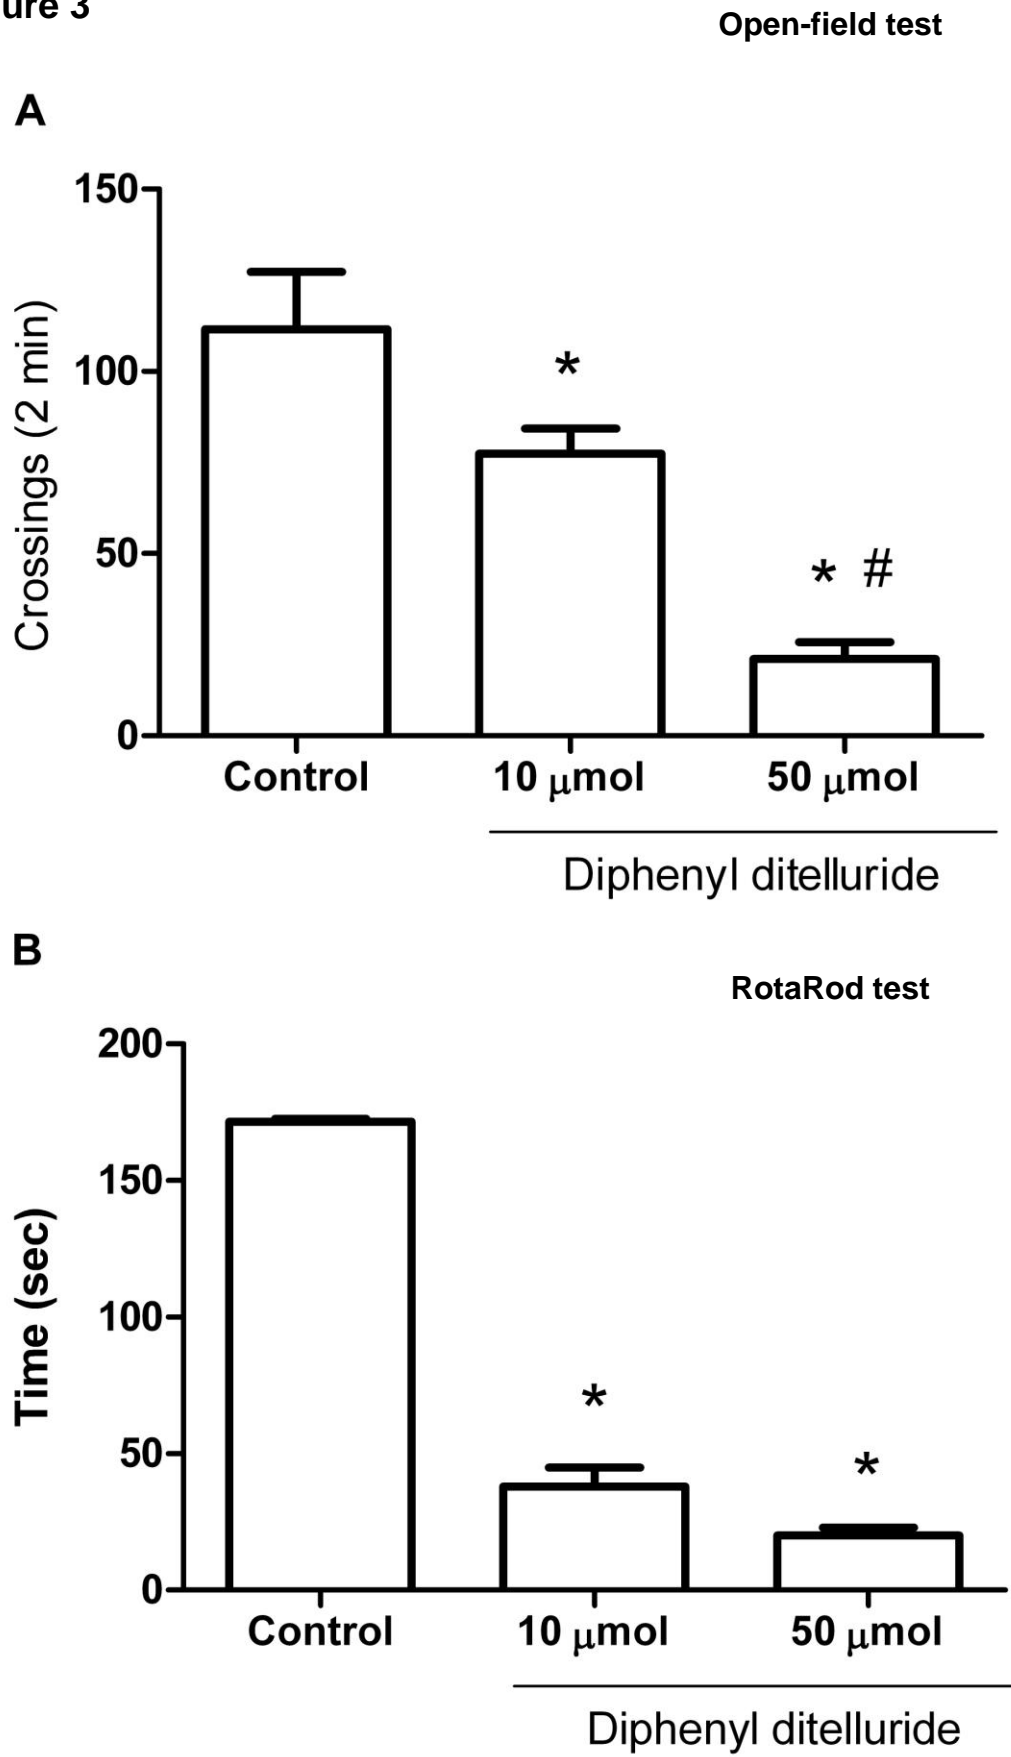 ure 3
Open-field test
A
150
100
50
0
Crossings (2 min)
*
* #
Control 10 μmol 50 μmol
Diphenyl ditelluride
B
RotaRod test
200
150
100
50
0
Time (sec)
*
*
Control 10 μmol 50 μmol
Diphenyl ditelluride